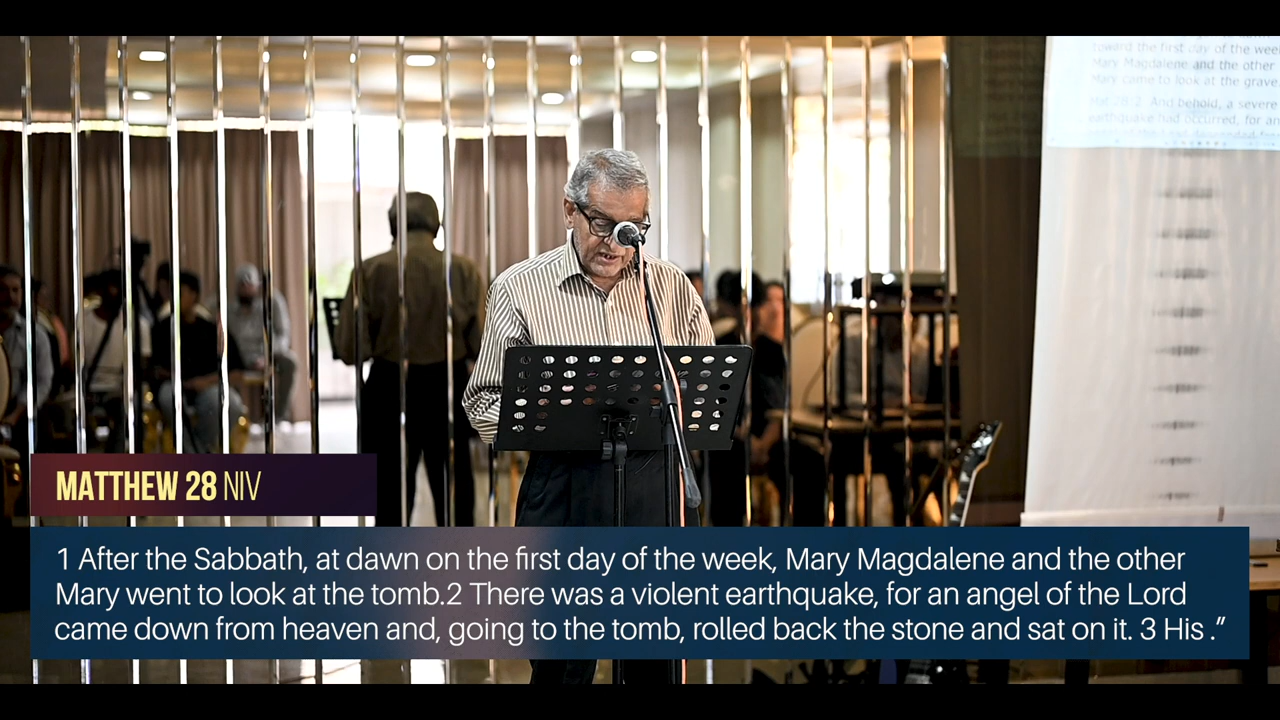 toward the first day of the wee
Mary Magdalene and the other
Mary came to look at the grave.
Mat 28:2 And behold, a severe
earthquake had occurred, for an
MATTHEW 28 NIV
1 After the Sabbath, at dawn on the first day of the week, Mary Magdalene and the other
Mary went to look at the tomb.2 There was a violent earthquake, for an angel of the Lord
came down from heaven and, going to the tomb, rolled back the stone and sat on it. 3 His .”